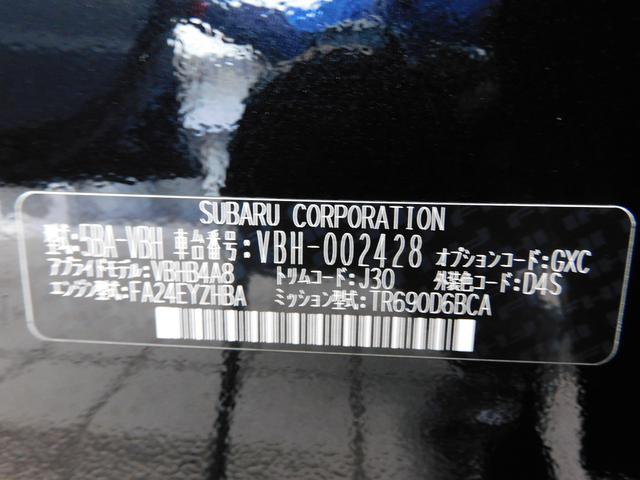 SUBARU CORPORATION
型式:5BA-VBH 車台番号:VBH-002428 オプションコード:GXC
アプライドモデル:VBHB4A8 トリムコード:J30 外装色コード:D4S
エンジン型式:FA24EYZHBA ミッション型式:TR690D6BCA